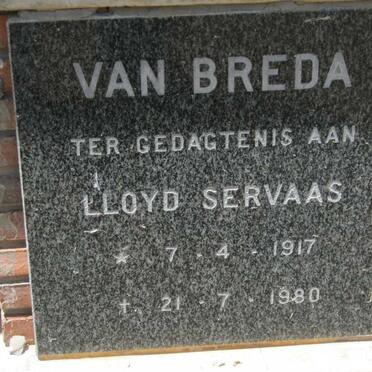 VAN BREDA
TER GEDAGTENIS AAN
LLOYD SERVAAS
* 7 - 4 - 1917
† 21 - 7 - 1980